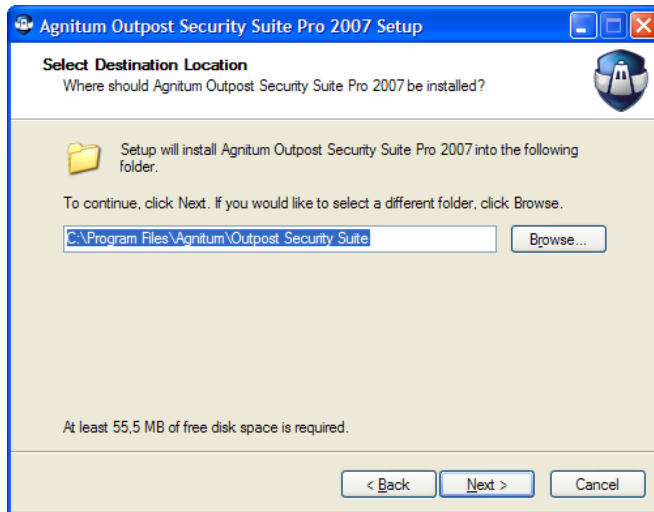 Agnitum Outpost Security Suite Pro 2007 Setup
Select Destination Location
Where should Agnitum Outpost Security Suite Pro 2007 be installed?
Setup will install Agnitum Outpost Security Suite Pro 2007 into the following
folder.
To continue, click Next. If you would like to select a different folder, click Browse.
C:\Program Files\Agnitum\Outpost Security Suite
Browse...
At least 55,5 MB of free disk space is required.
< Back
Next >
Cancel